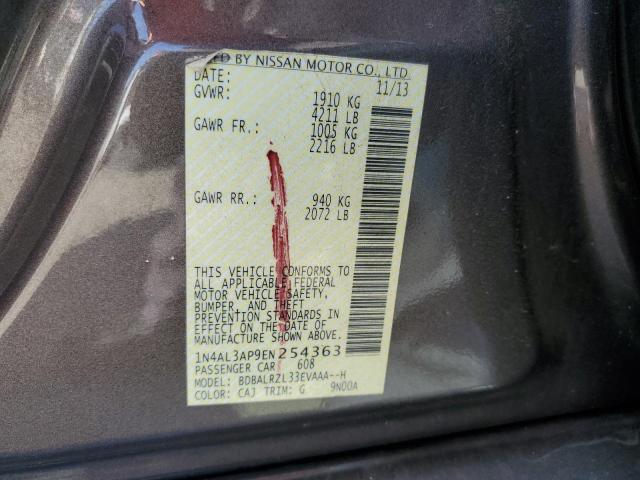 MFD BY NISSAN MOTOR CO., LTD.
DATE: 11/13
GVWR: 1910 KG
4211 LB
GAWR FR.: 1005 KG
2216 LB
GAWR RR.: 940 KG
2072 LB
THIS VEHICLE CONFORMS TO
ALL APPLICABLE FEDERAL
MOTOR VEHICLE SAFETY,
BUMPER, AND THEFT
PREVENTION STANDARDS IN
EFFECT ON THE DATE OF
MANUFACTURE SHOWN ABOVE.
1N4AL3AP9EN254363
PASSENGER CAR 608
MODEL: BDBALRZL33EVAAA--H
COLOR: CAJ TRIM: G 9N00A